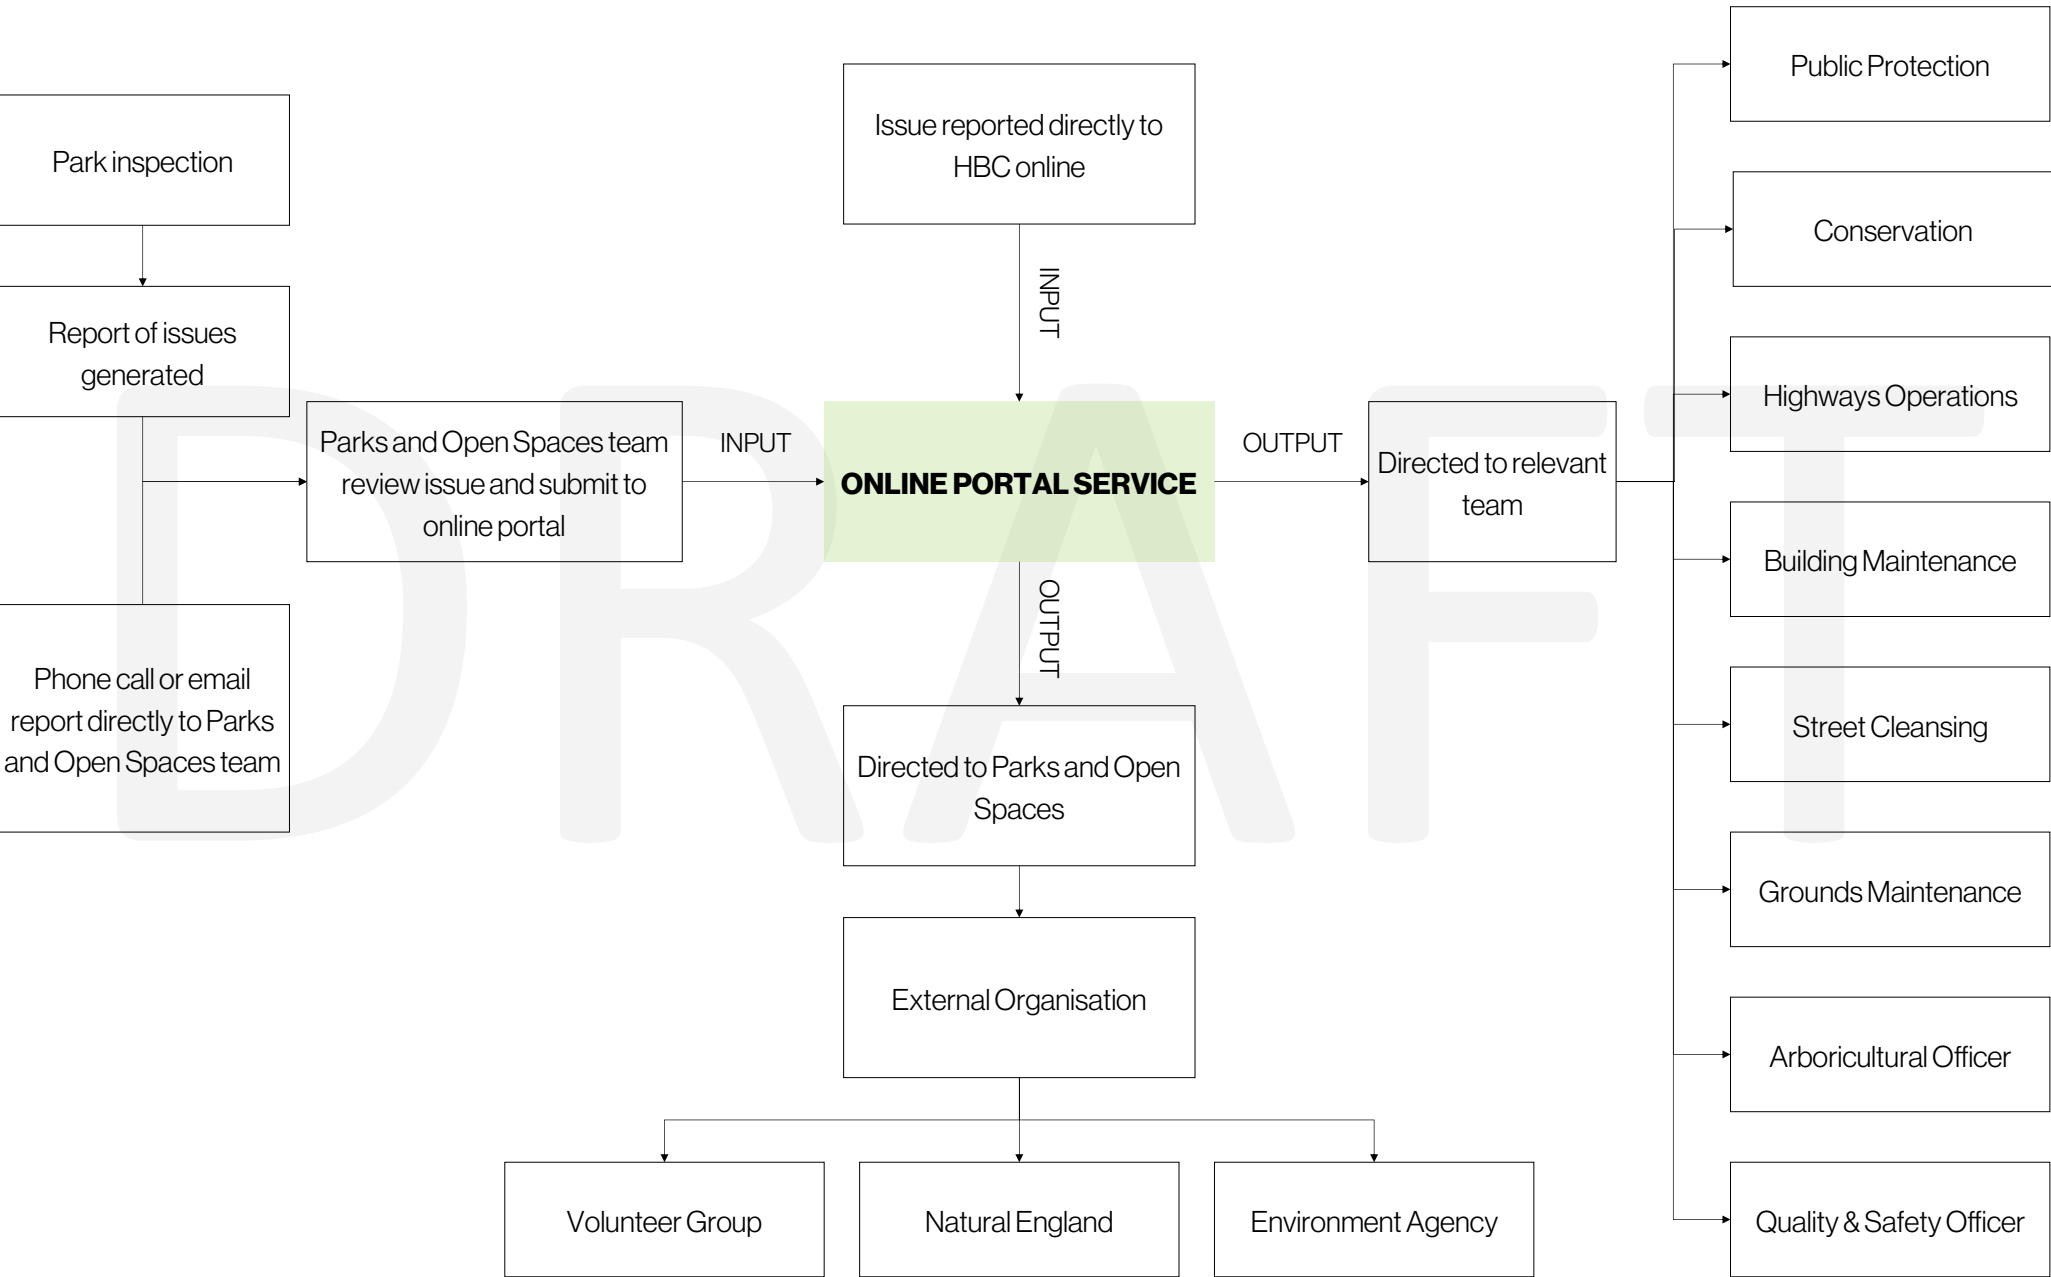 Park inspection
Report of issues
generated
Phone call or email
report directly to Parks
and Open Spaces team
Parks and Open Spaces team
review issue and submit to
online portal
INPUT
Issue reported directly to
HBC online
INPUT
ONLINE PORTAL SERVICE
OUTPUT
Directed to relevant
team
OUTPUT
Directed to Parks and Open
Spaces
External Organisation
Volunteer Group
Natural England
Environment Agency
Public Protection
Conservation
Highways Operations
Building Maintenance
Street Cleansing
Grounds Maintenance
Arboricultural Officer
Quality & Safety Officer
DRAFT